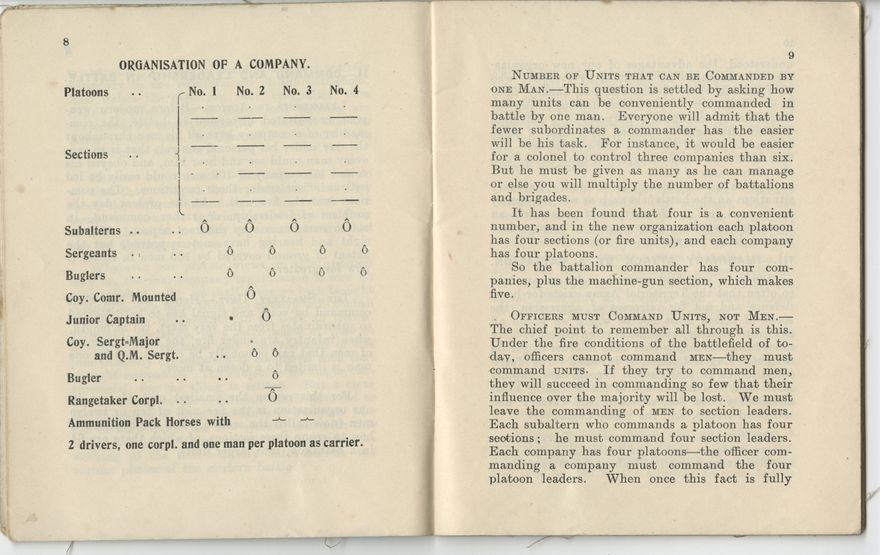 8
ORGANISATION OF A COMPANY.
Platoons .. No. 1 No. 2 No. 3 No. 4
Sections ..
Subalterns .. .. Ô Ô Ô Ô
Sergeants .. .. ô ô ô ô
Buglers .. .. ô ô ô ô
Coy. Comr. Mounted Ô
Junior Captain .. . Ô
Coy. Sergt-Major
and Q.M. Sergt. .. ô ô
Bugler .. .. .. ô
Rangetaker Corpl. .. .. Ô
Ammunition Pack Horses with
2 drivers, one corpl. and one man per platoon as carrier.
9
NUMBER OF UNITS THAT CAN BE COMMANDED BY
ONE MAN.—This question is settled by asking how
many units can be conveniently commanded in
battle by one man. Everyone will admit that the
fewer subordinates a commander has the easier
will be his task. For instance, it would be easier
for a colonel to control three companies than six.
But he must be given as many as he can manage
or else you will multiply the number of battalions
and brigades.
It has been found that four is a convenient
number, and in the new organization each platoon
has four sections (or fire units), and each company
has four platoons.
So the battalion commander has four com-
panies, plus the machine-gun section, which makes
five.
OFFICERS MUST COMMAND UNITS, NOT MEN.—
The chief point to remember all through is this.
Under the fire conditions of the battlefield of to-
day, officers cannot command MEN—they must
command UNITS. If they try to command men,
they will succeed in commanding so few that their
influence over the majority will be lost. We must
leave the commanding of MEN to section leaders.
Each subaltern who commands a platoon has four
sections; he must command four section leaders.
Each company has four platoons—the officer com-
manding a company must command the four
platoon leaders. When once this fact is fully